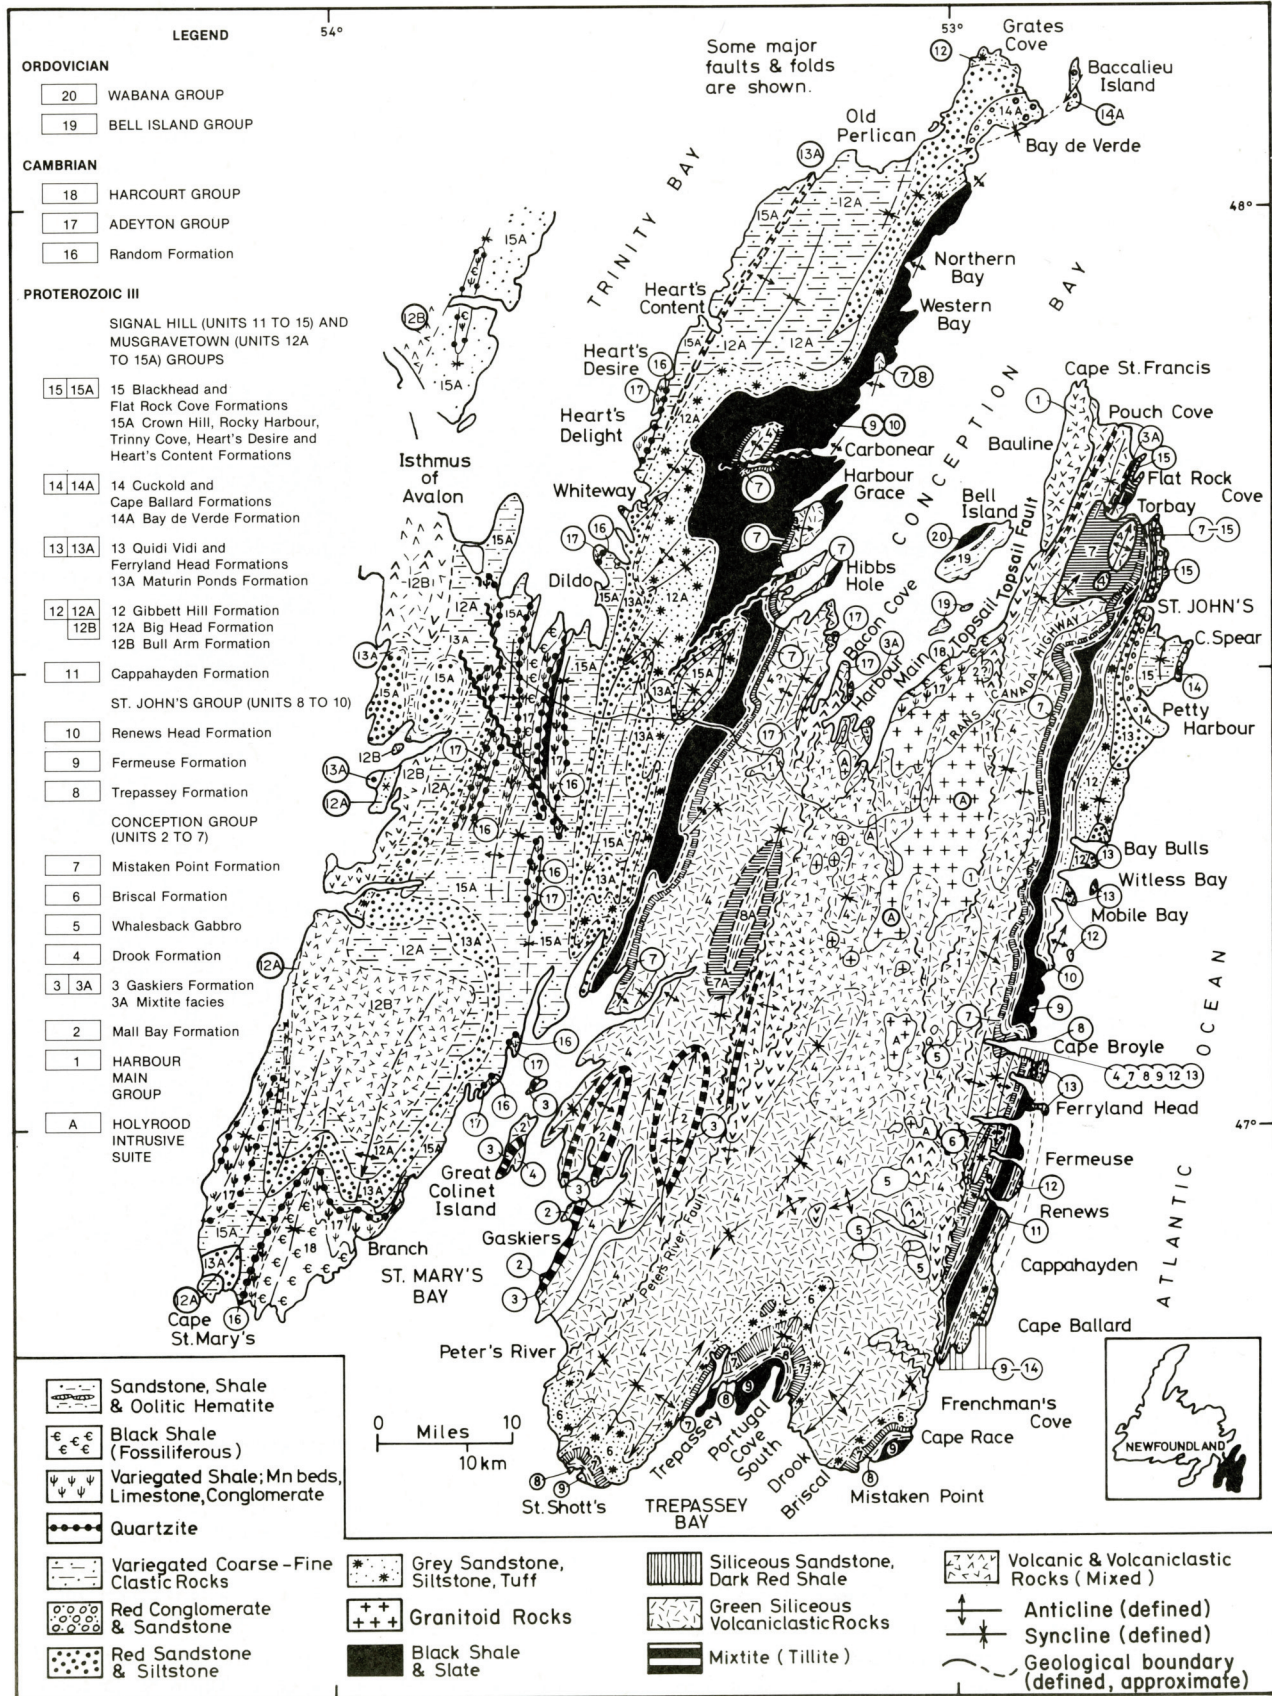 LEGEND
ORDOVICIAN
20 WABANA GROUP
19 BELL ISLAND GROUP
CAMBRIAN
18 HARCOURT GROUP
17 ADEYTON GROUP
16 Random Formation
PROTEROZOIC III
SIGNAL HILL (UNITS 11 TO 15) AND
MUSGRAVETOWN (UNITS 12A
TO 15A) GROUPS
15 15A 15 Blackhead and
Flat Rock Cove Formations
15A Crown Hill, Rocky Harbour,
Trinny Cove, Heart's Desire and
Heart's Content Formations
14 14A 14 Cuckold and
Cape Ballard Formations
14A Bay de Verde Formation
13 13A 13 Quidi Vidi and
Ferryland Head Formations
13A Maturin Ponds Formation
12 12A 12 Gibbett Hill Formation
12B 12A Big Head Formation
12B Bull Arm Formation
11 Cappahayden Formation
ST. JOHN'S GROUP (UNITS 8 TO 10)
10 Renews Head Formation
9 Fermeuse Formation
8 Trepassey Formation
CONCEPTION GROUP
(UNITS 2 TO 7)
7 Mistaken Point Formation
6 Briscal Formation
5 Whalesback Gabbro
4 Drook Formation
3 3A 3 Gaskiers Formation
3A Mixtite facies
2 Mall Bay Formation
1 HARBOUR
MAIN
GROUP
A HOLYROOD
INTRUSIVE
SUITE
54°
53°
48°
47°
Some major
faults & folds
are shown.
Grates
Cove
Baccalieu
Island
Bay de Verde
Old
Perlican
TRINITY BAY
Northern
Bay
Western
Bay
Heart's
Content
Heart's
Desire
Heart's
Delight
Whiteway
Dildo
Isthmus
of
Avalon
Carbonear
Harbour
Grace
Hibbs
Hole
CONCEPTION BAY
Bell
Island
Bacon Cove
Harbour Main
Topsail
Topsail Fault
Cape St. Francis
Pouch Cove
Bauline
Flat Rock
Cove
Torbay
ST. JOHN'S
C. Spear
Petty
Harbour
TRANS CANADA HIGHWAY
Bay Bulls
Witless Bay
Mobile Bay
Cape Broyle
Ferryland Head
Fermeuse
Renews
Cappahayden
Cape Ballard
Frenchman's
Cove
Cape Race
Mistaken Point
Briscal
Drook
Portugal
Cove
South
Trepassey
TREPASSEY
BAY
St. Shott's
Peter's River
Peter's River Fault
Gaskiers
Great
Colinet
Island
Branch
ST. MARY'S
BAY
Cape
St. Mary's
ATLANTIC OCEAN
NEWFOUNDLAND
0 Miles 10
10 km
Sandstone, Shale
& Oolitic Hematite
Black Shale
(Fossiliferous)
Variegated Shale; Mn beds,
Limestone, Conglomerate
Quartzite
Variegated Coarse-Fine
Clastic Rocks
Red Conglomerate
& Sandstone
Red Sandstone
& Siltstone
Grey Sandstone,
Siltstone, Tuff
Granitoid Rocks
Black Shale
& Slate
Siliceous Sandstone,
Dark Red Shale
Green Siliceous
Volcaniclastic Rocks
Mixtite (Tillite)
Volcanic & Volcaniclastic
Rocks (Mixed)
Anticline (defined)
Syncline (defined)
Geological boundary
(defined, approximate)